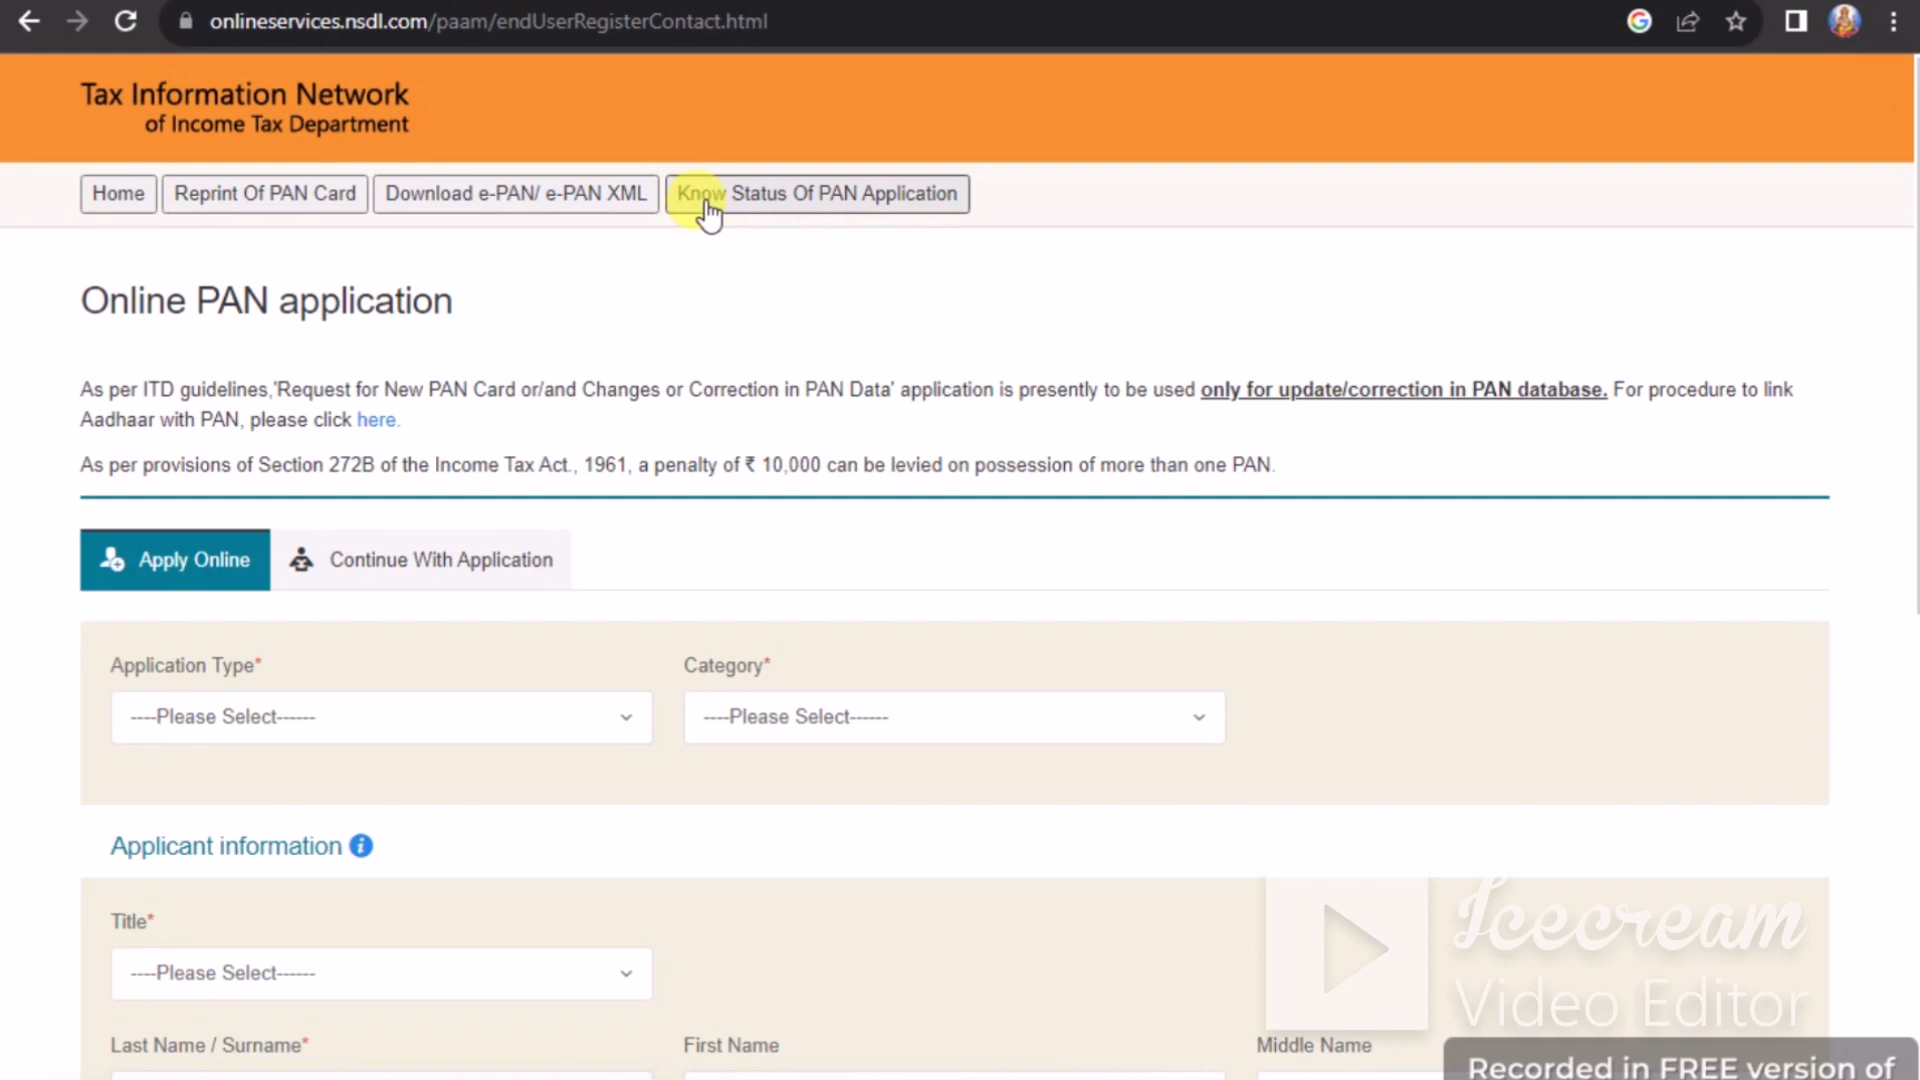 onlineservices.nsdl.com/paam/endUserRegisterContact.html
Tax Information Network
of Income Tax Department
Home Reprint Of PAN Card Download e-PAN/ e-PAN XML Know Status Of PAN Application
Online PAN application
As per ITD guidelines,'Request for New PAN Card or/and Changes or Correction in PAN Data' application is presently to be used only for update/correction in PAN database. For procedure to link
Aadhaar with PAN, please click here.
As per provisions of Section 272B of the Income Tax Act., 1961, a penalty of ₹ 10,000 can be levied on possession of more than one PAN.
Apply Online Continue With Application
Application Type* Category*
----Please Select------ ----Please Select------
Applicant information
Title*
----Please Select------
Icecream
Video Editor
Last Name / Surname* First Name Middle Name
Recorded in FREE version of